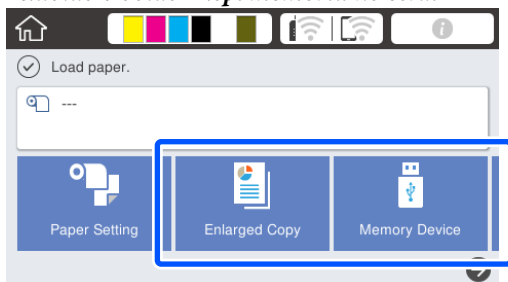 Load paper.
---
Paper Setting
Enlarged Copy
Memory Device